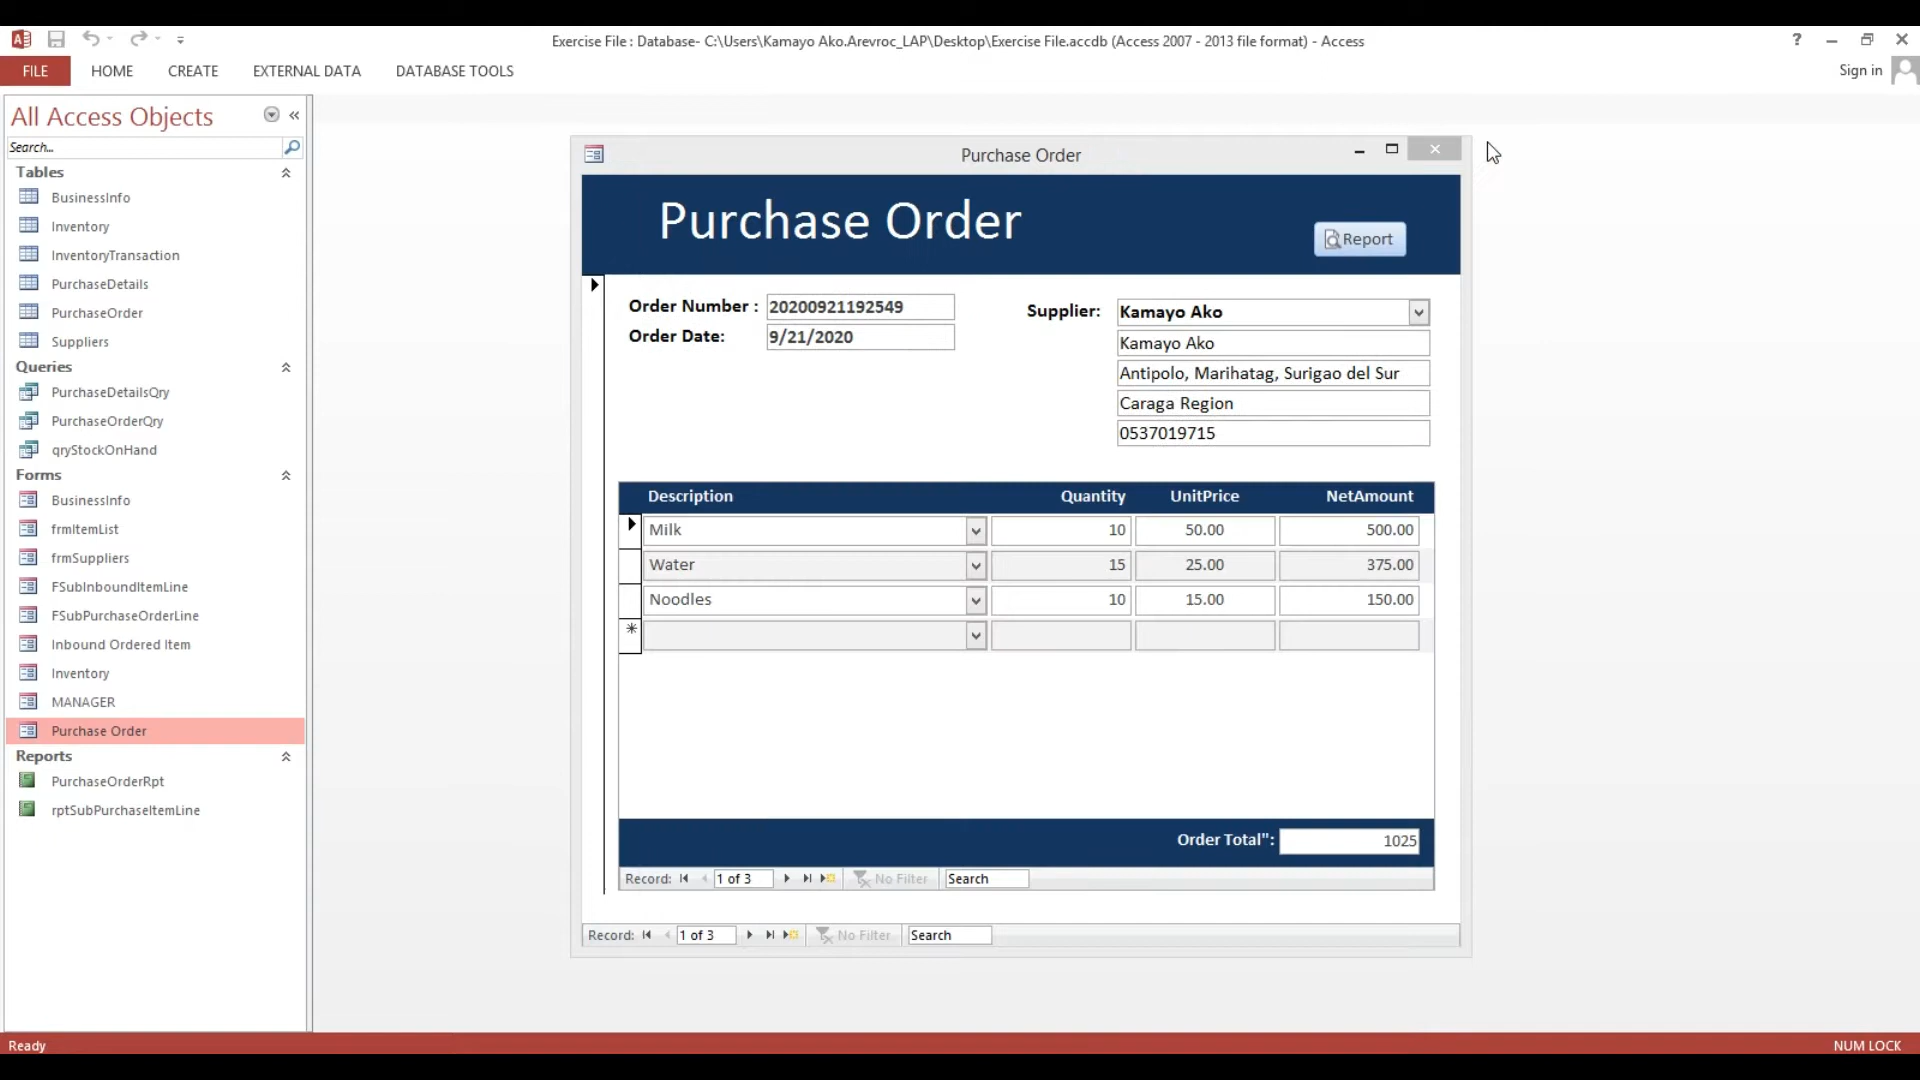 Exercise File : Database- C:\Users\Kamayo Ako.Arevroc_LAP\Desktop\Exercise File.accdb (Access 2007 - 2013 file format) - Access
?
FILE HOME CREATE EXTERNAL DATA DATABASE TOOLS Sign in
All Access Objects
Search...
Tables
BusinessInfo
Inventory
InventoryTransaction
PurchaseDetails
PurchaseOrder
Suppliers
Queries
PurchaseDetailsQry
PurchaseOrderQry
qryStockOnHand
Forms
BusinessInfo
frmItemList
frmSuppliers
FSubInboundItemLine
FSubPurchaseOrderLine
Inbound Ordered Item
Inventory
MANAGER
Purchase Order
Reports
PurchaseOrderRpt
rptSubPurchaseItemLine
Purchase Order
Purchase Order
Report
Order Number : 20200921192549
Order Date: 9/21/2020
Supplier: Kamayo Ako
Kamayo Ako
Antipolo, Marihatag, Surigao del Sur
Caraga Region
0537019715
Description Quantity UnitPrice NetAmount
Milk 10 50.00 500.00
Water 15 25.00 375.00
Noodles 10 15.00 150.00
*
Order Total": 1025
Record: 1 of 3 No Filter Search
Record: 1 of 3 No Filter Search
Ready NUM LOCK